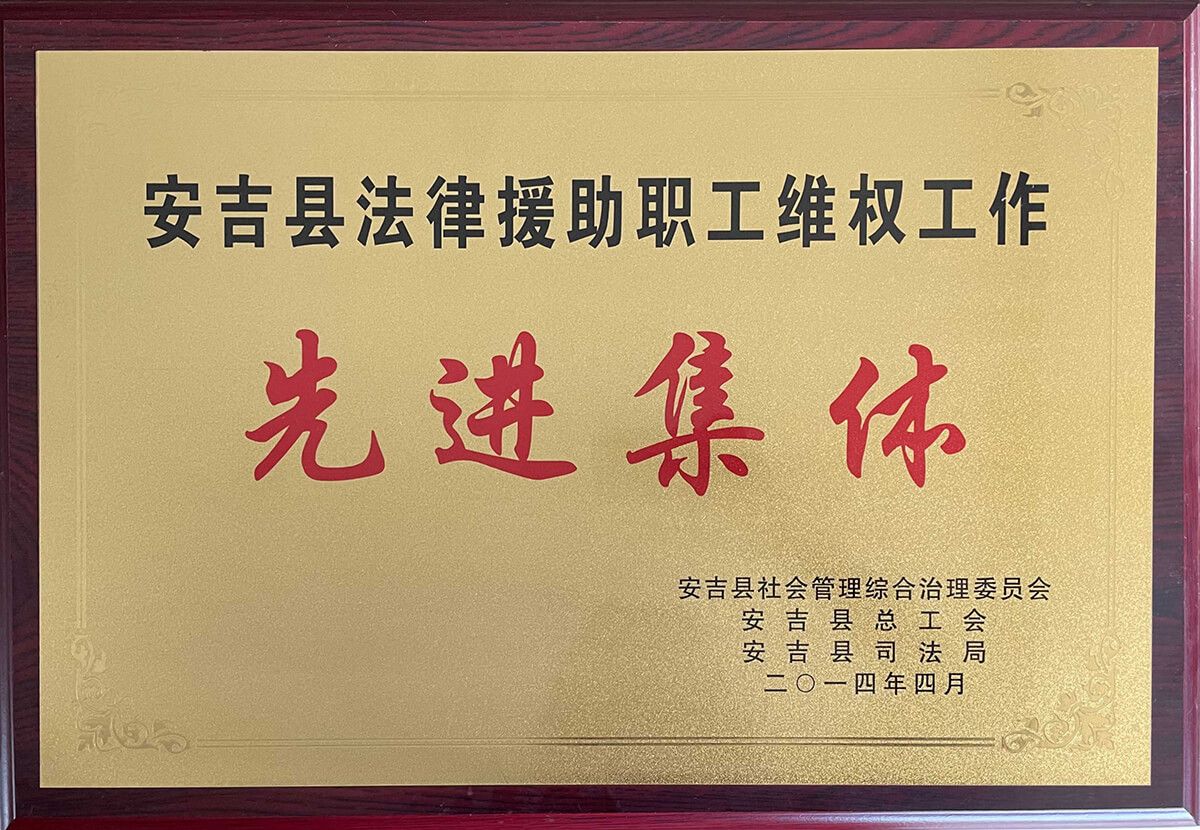 安吉县法律援助职工维权工作
先进集体
安吉县社会管理综合治理委员会
安吉县总工会
安吉县司法局
二〇一四年四月